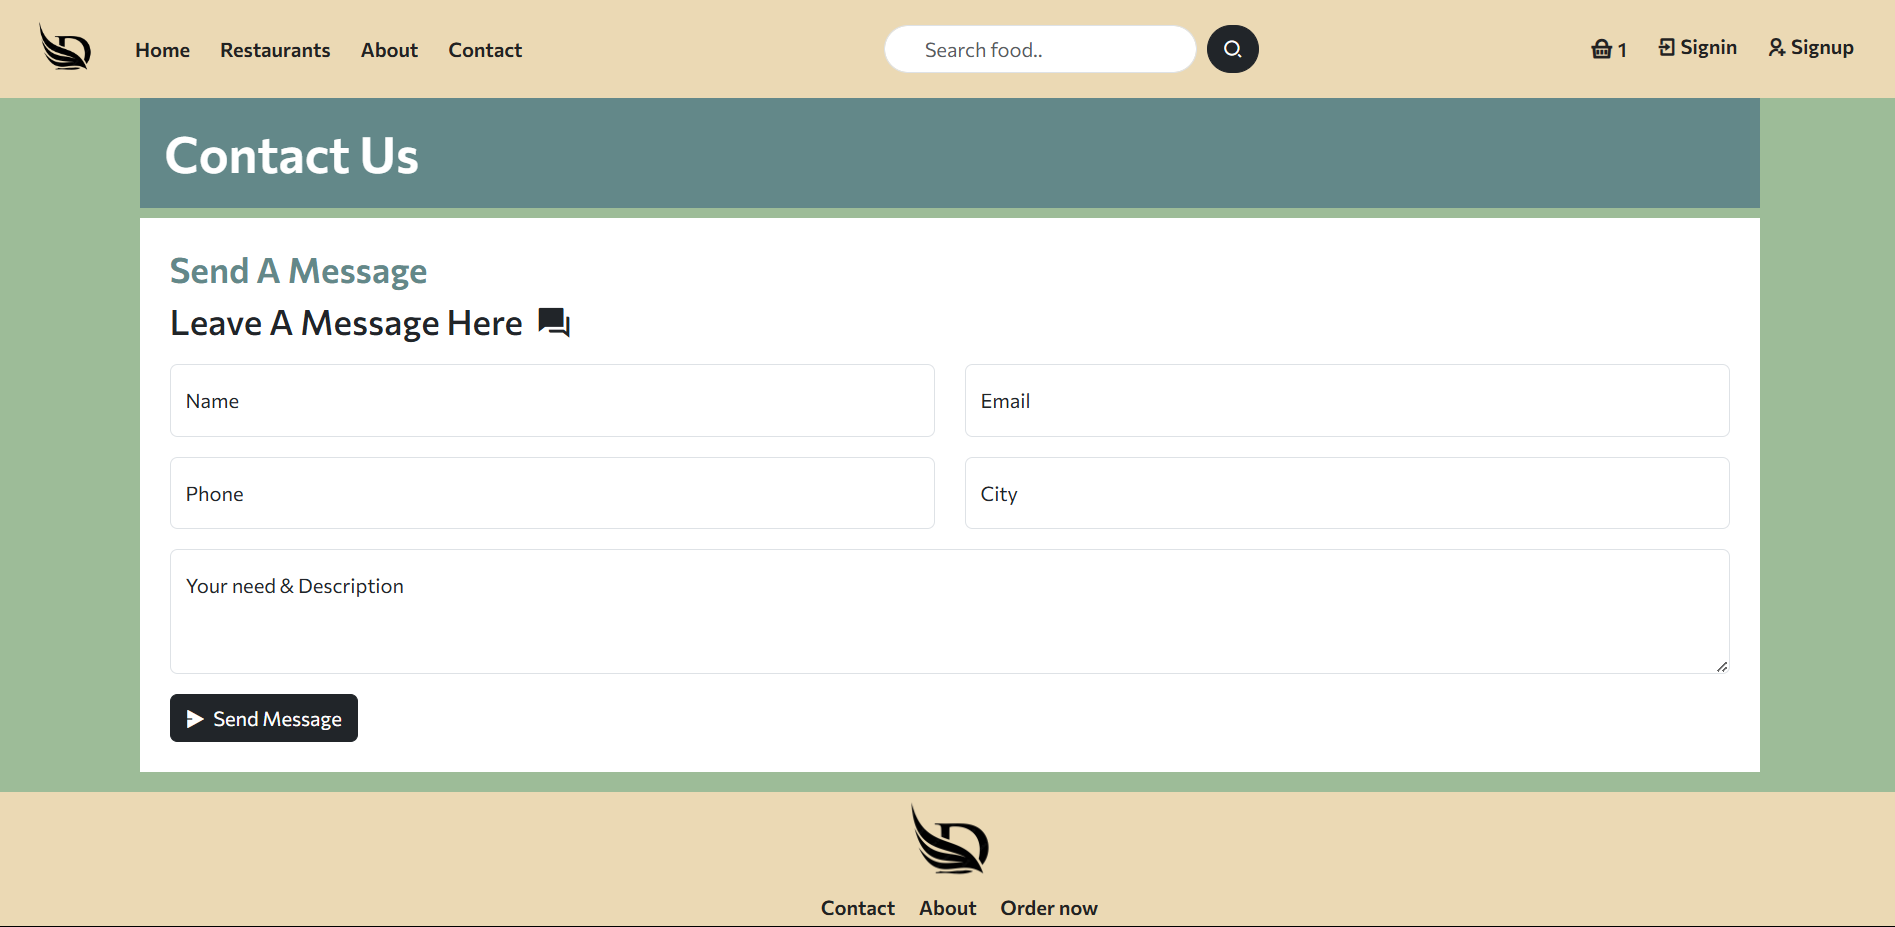 Home Restaurants About Contact Search food.. 1 Signin Signup
Contact Us
Send A Message
Leave A Message Here
Name Email
Phone City
Your need & Description
Send Message
Contact About Order now